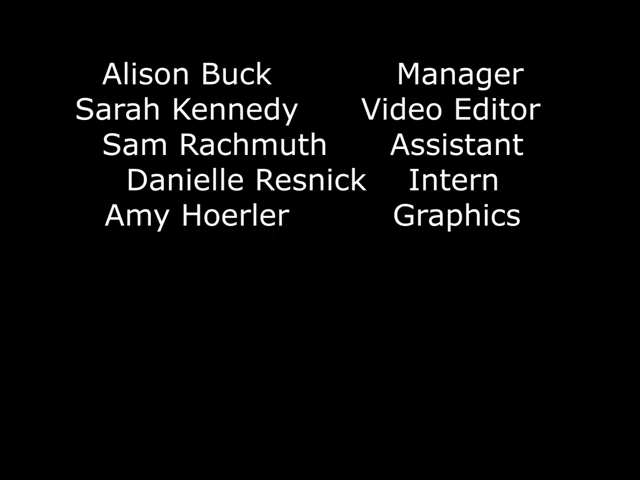 Alison Buck Manager
Sarah Kennedy Video Editor
Sam Rachmuth Assistant
Danielle Resnick Intern
Amy Hoerler Graphics